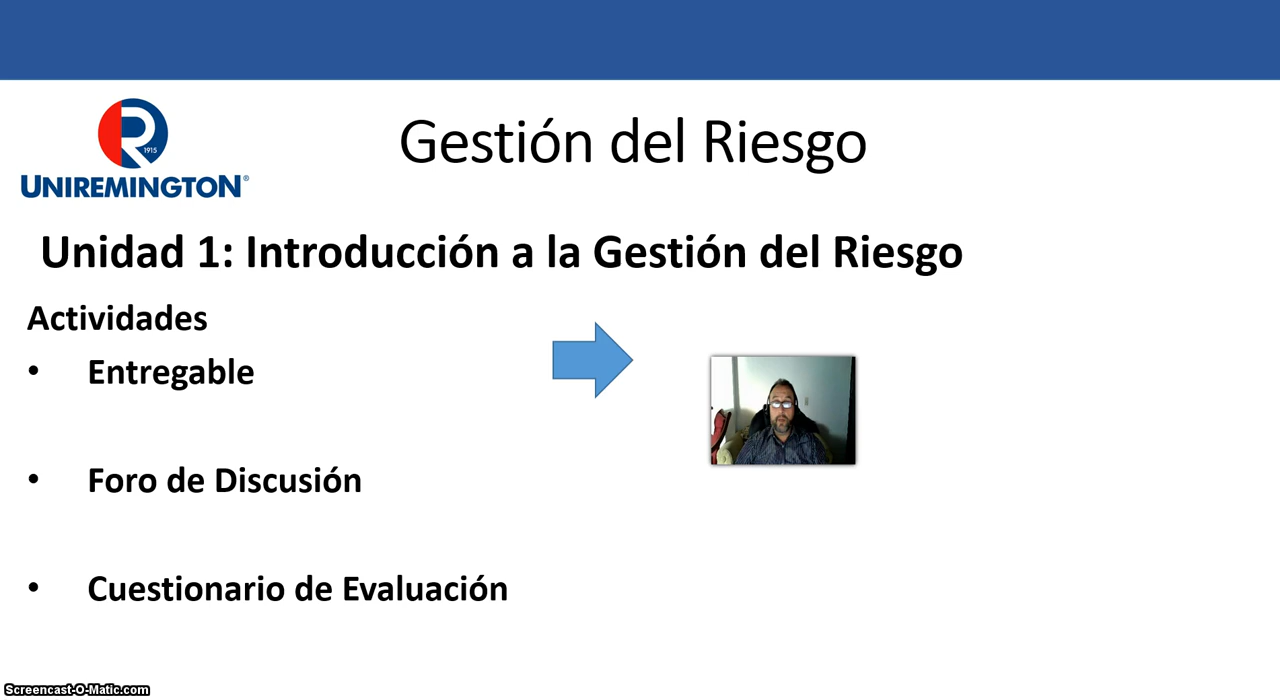 1915
UNIREMINGTON®
Gestión del Riesgo
Unidad 1: Introducción a la Gestión del Riesgo
Actividades
• Entregable
• Foro de Discusión
• Cuestionario de Evaluación
Screencast-O-Matic.com